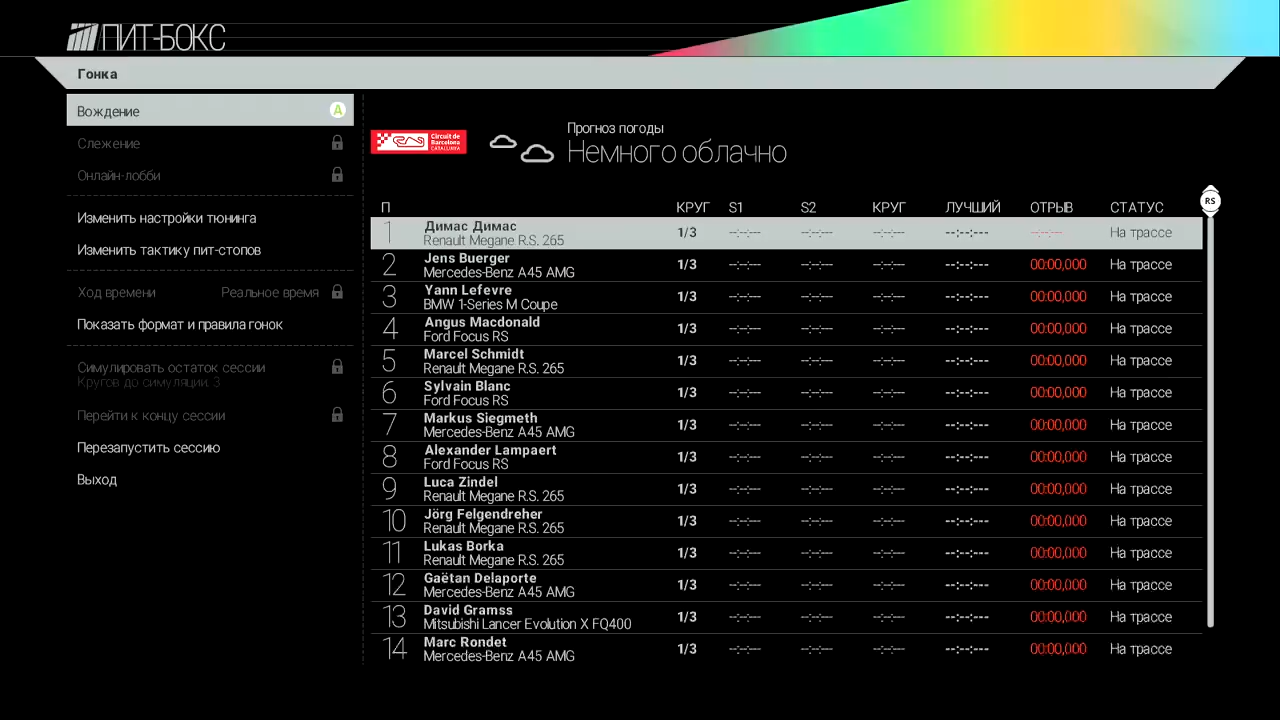 ПИТ-БОКС
Гонка
Вождение A
Слежение
Онлайн-лобби
Изменить настройки тюнинга
Изменить тактику пит-стопов
Ход времени Реальное время
Показать формат и правила гонок
Симулировать остаток сессии
Кругов до симуляции: 3
Перейти к концу сессии
Перезапустить сессию
Выход
Circuit de
Barcelona
CATALUNYA
Прогноз погоды
Немного облачно
П КРУГ S1 S2 КРУГ ЛУЧШИЙ ОТРЫВ СТАТУС RS
1 Димас Димас 1/3 --:--:--- --:--:--- --:--:--- --:--:--- --:--:--- На трассе
Renault Megane R.S. 265
2 Jens Buerger 1/3 --:--:--- --:--:--- --:--:--- --:--:--- 00:00,000 На трассе
Mercedes-Benz A45 AMG
3 Yann Lefevre 1/3 --:--:--- --:--:--- --:--:--- --:--:--- 00:00,000 На трассе
BMW 1-Series M Coupe
4 Angus Macdonald 1/3 --:--:--- --:--:--- --:--:--- --:--:--- 00:00,000 На трассе
Ford Focus RS
5 Marcel Schmidt 1/3 --:--:--- --:--:--- --:--:--- --:--:--- 00:00,000 На трассе
Renault Megane R.S. 265
6 Sylvain Blanc 1/3 --:--:--- --:--:--- --:--:--- --:--:--- 00:00,000 На трассе
Ford Focus RS
7 Markus Siegmeth 1/3 --:--:--- --:--:--- --:--:--- --:--:--- 00:00,000 На трассе
Mercedes-Benz A45 AMG
8 Alexander Lampaert 1/3 --:--:--- --:--:--- --:--:--- --:--:--- 00:00,000 На трассе
Ford Focus RS
9 Luca Zindel 1/3 --:--:--- --:--:--- --:--:--- --:--:--- 00:00,000 На трассе
Renault Megane R.S. 265
10 Jörg Felgendreher 1/3 --:--:--- --:--:--- --:--:--- --:--:--- 00:00,000 На трассе
Renault Megane R.S. 265
11 Lukas Borka 1/3 --:--:--- --:--:--- --:--:--- --:--:--- 00:00,000 На трассе
Renault Megane R.S. 265
12 Gaëtan Delaporte 1/3 --:--:--- --:--:--- --:--:--- --:--:--- 00:00,000 На трассе
Mercedes-Benz A45 AMG
13 David Gramss 1/3 --:--:--- --:--:--- --:--:--- --:--:--- 00:00,000 На трассе
Mitsubishi Lancer Evolution X FQ400
14 Marc Rondet 1/3 --:--:--- --:--:--- --:--:--- --:--:--- 00:00,000 На трассе
Mercedes-Benz A45 AMG